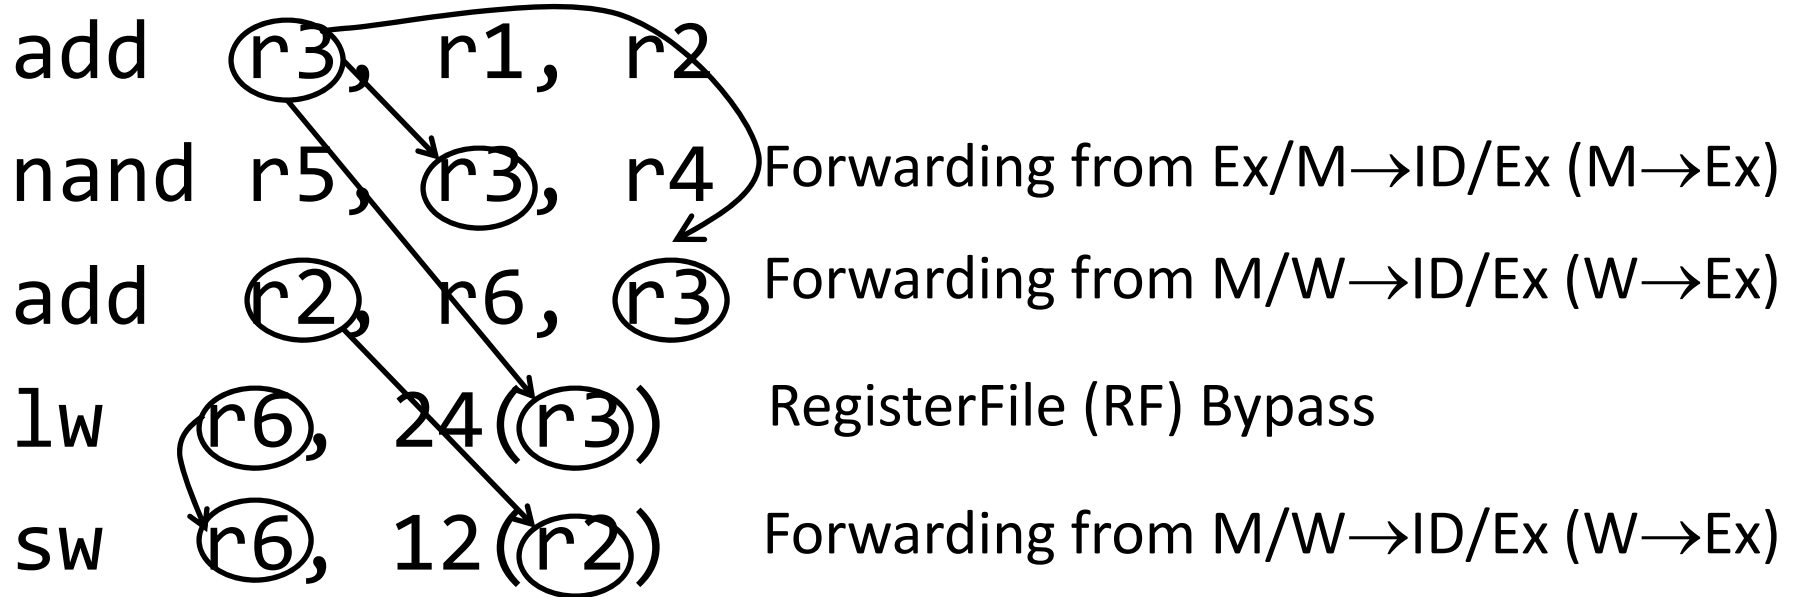 add r3, r1, r2
nand r5, r3, r4 Forwarding from Ex/M→ID/Ex (M→Ex)
add r2, r6, r3 Forwarding from M/W→ID/Ex (W→Ex)
lw r6, 24(r3) RegisterFile (RF) Bypass
sw r6, 12(r2) Forwarding from M/W→ID/Ex (W→Ex)